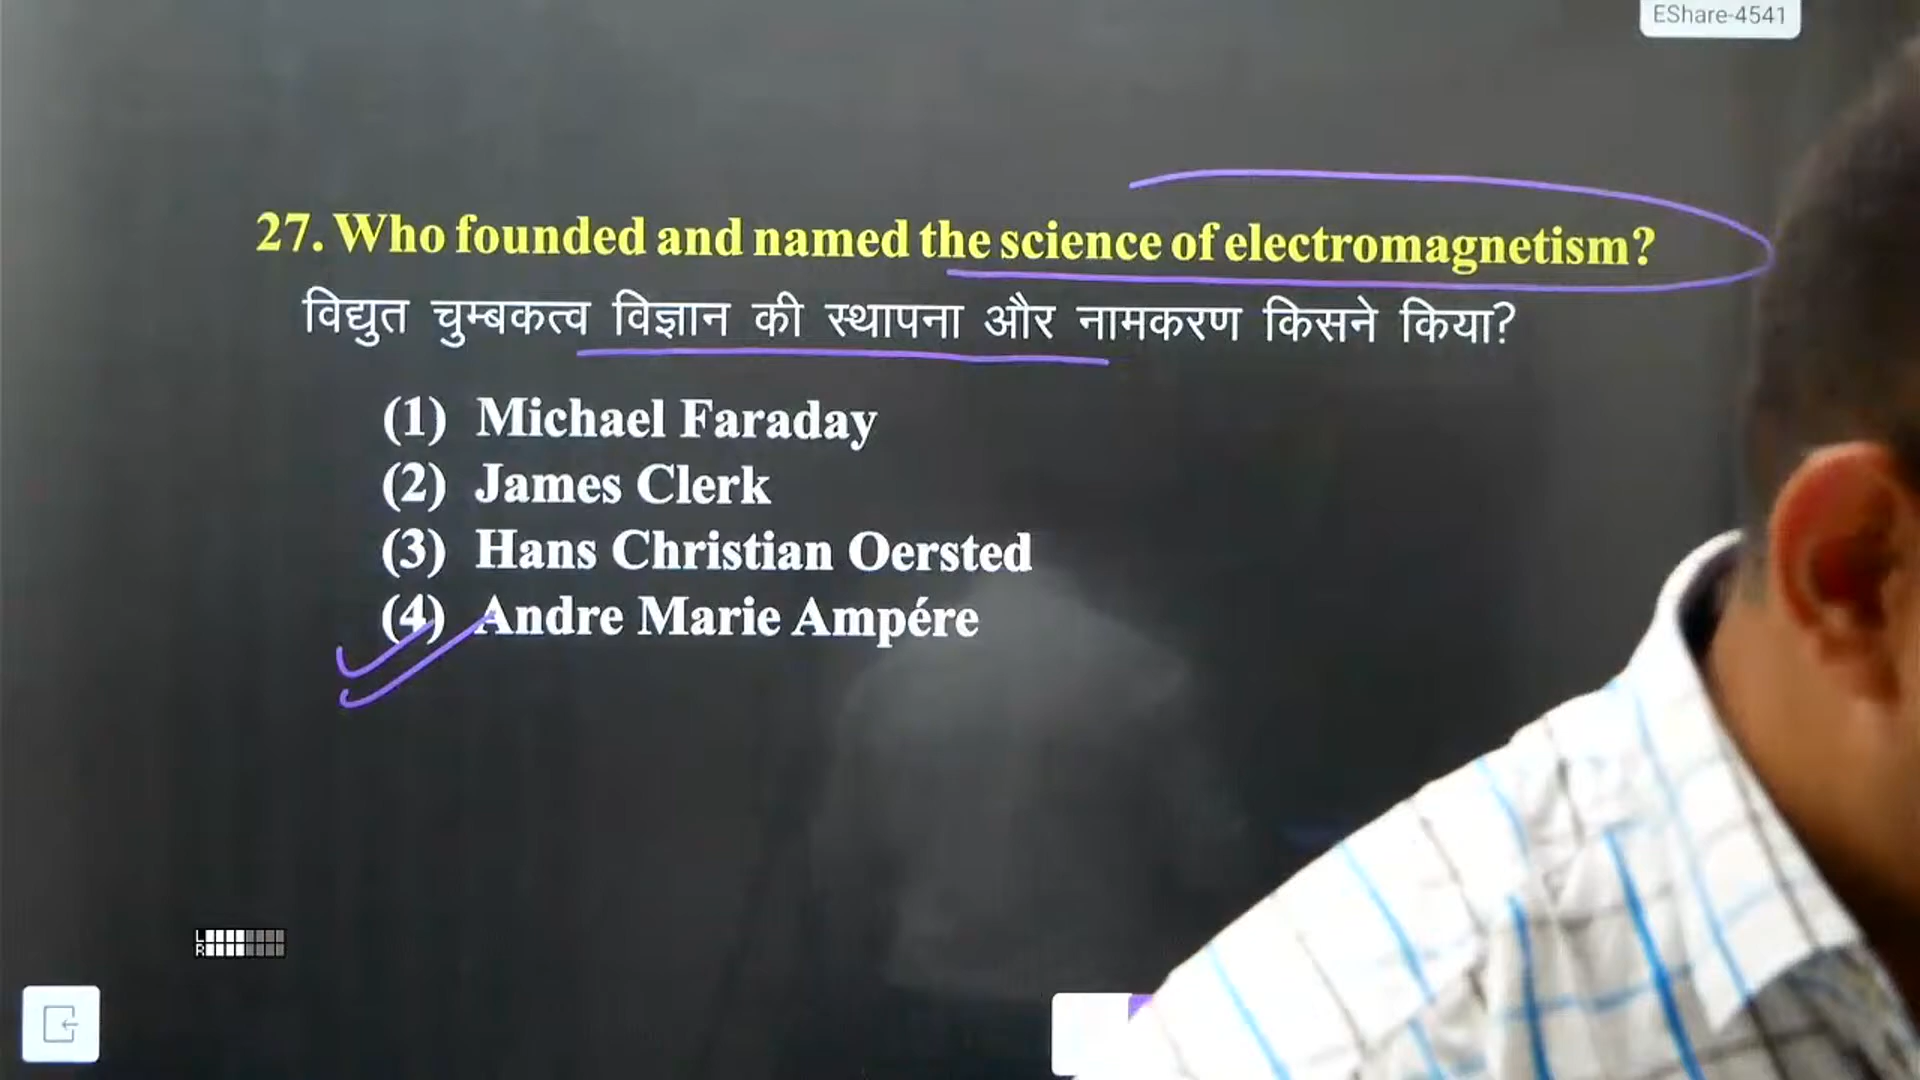 EShare-4541
27. Who founded and named the science of electromagnetism?
विद्युत चुम्बकत्व विज्ञान की स्थापना और नामकरण किसने किया?
(1) Michael Faraday
(2) James Clerk
(3) Hans Christian Oersted
(4) Andre Marie Ampére
L
R